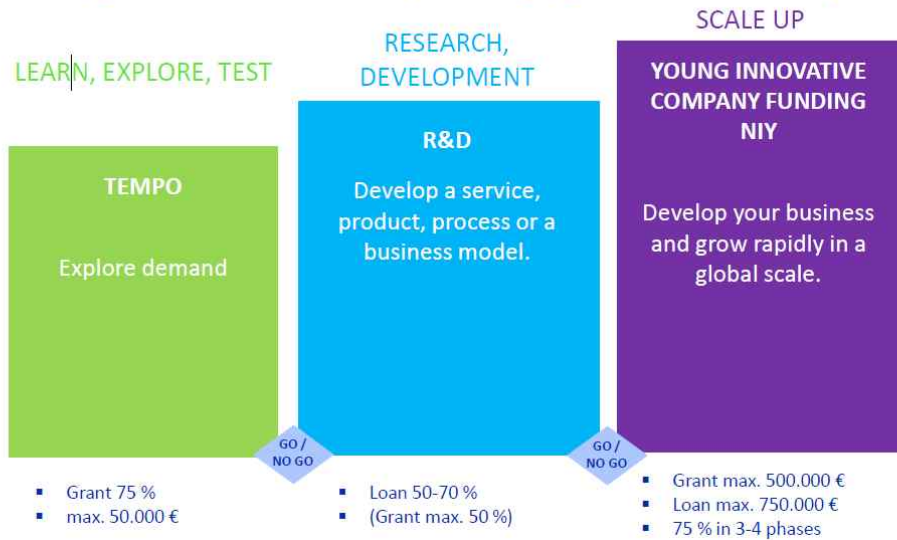 LEARN, EXPLORE, TEST
TEMPO
Explore demand
▪ Grant 75 %
▪ max. 50.000 €
RESEARCH,
DEVELOPMENT
R&D
Develop a service,
product, process or a
business model.
▪ Loan 50-70 %
▪ (Grant max. 50 %)
SCALE UP
YOUNG INNOVATIVE
COMPANY FUNDING
NIY
Develop your business
and grow rapidly in a
global scale.
▪ Grant max. 500.000 €
▪ Loan max. 750.000 €
▪ 75 % in 3-4 phases
GO /
NO GO
GO /
NO GO